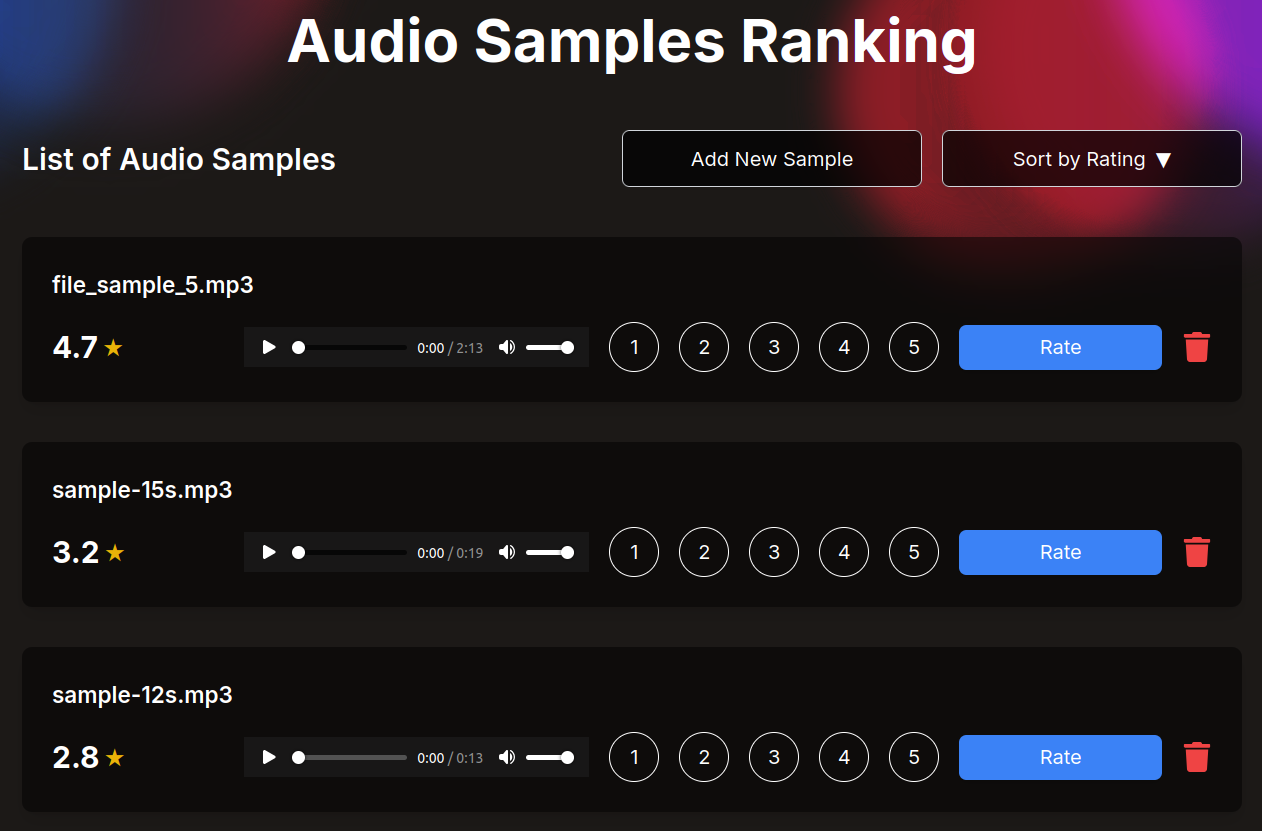 Audio Samples Ranking
List of Audio Samples
Add New Sample
Sort by Rating ▼
file_sample_5.mp3
4.7 ★ 0:00 / 2:13 1 2 3 4 5 Rate
sample-15s.mp3
3.2 ★ 0:00 / 0:19 1 2 3 4 5 Rate
sample-12s.mp3
2.8 ★ 0:00 / 0:13 1 2 3 4 5 Rate